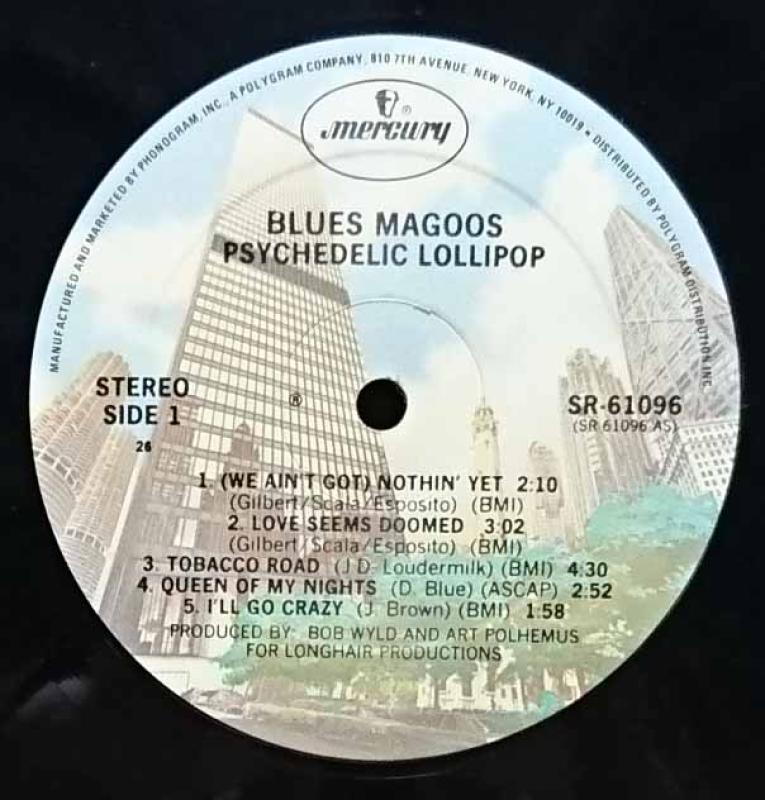 MANUFACTURED AND MARKETED BY PHONOGRAM, INC., A POLYGRAM COMPANY, 810 7TH AVENUE, NEW YORK, NY 10019 • DISTRIBUTED BY POLYGRAM DISTRIBUTION, INC.
®
mercury
BLUES MAGOOS
PSYCHEDELIC LOLLIPOP
STEREO
SIDE 1
26
℗
SR-61096
(SR 61096 AS)
1. (WE AIN'T GOT) NOTHIN' YET 2:10
(Gilbert/Scala/Esposito) (BMI)
2. LOVE SEEMS DOOMED 3:02
(Gilbert/Scala/Esposito) (BMI)
3. TOBACCO ROAD (J.D. Loudermilk) (BMI) 4:30
4. QUEEN OF MY NIGHTS (D. Blue) (ASCAP) 2:52
5. I'LL GO CRAZY (J. Brown) (BMI) 1:58
PRODUCED BY: BOB WYLD AND ART POLHEMUS
FOR LONGHAIR PRODUCTIONS